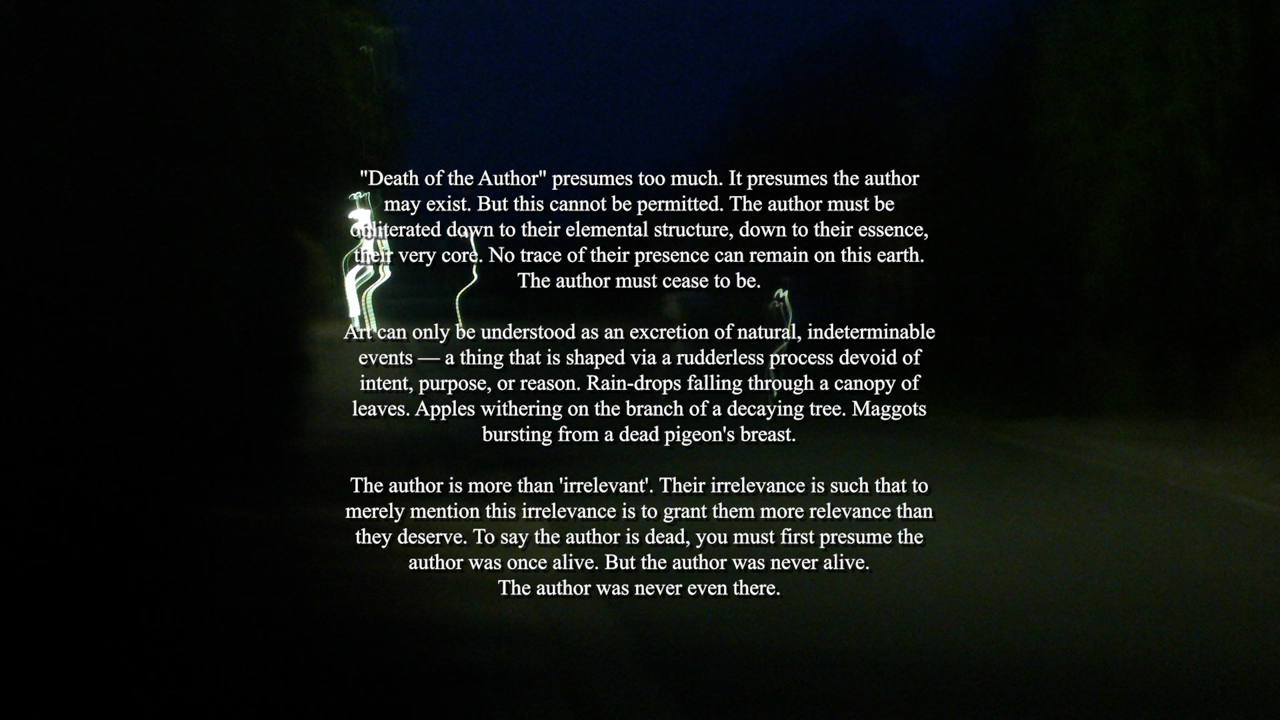 "Death of the Author" presumes too much. It presumes the author
may exist. But this cannot be permitted. The author must be
obliterated down to their elemental structure, down to their essence,
their very core. No trace of their presence can remain on this earth.
The author must cease to be.
Art can only be understood as an excretion of natural, indeterminable
events — a thing that is shaped via a rudderless process devoid of
intent, purpose, or reason. Rain-drops falling through a canopy of
leaves. Apples withering on the branch of a decaying tree. Maggots
bursting from a dead pigeon's breast.
The author is more than 'irrelevant'. Their irrelevance is such that to
merely mention this irrelevance is to grant them more relevance than
they deserve. To say the author is dead, you must first presume the
author was once alive. But the author was never alive.
The author was never even there.